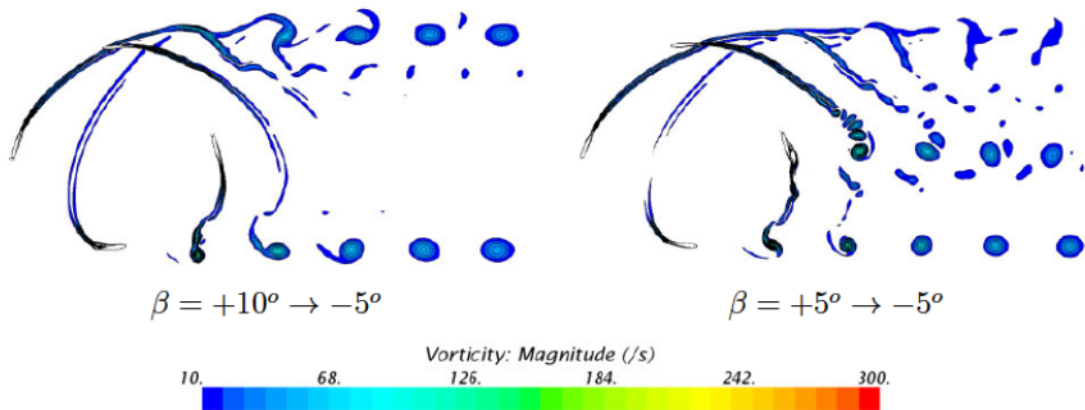 β = +10° → −5°
β = +5° → −5°
Vorticity: Magnitude (/s)
10. 68. 126. 184. 242. 300.